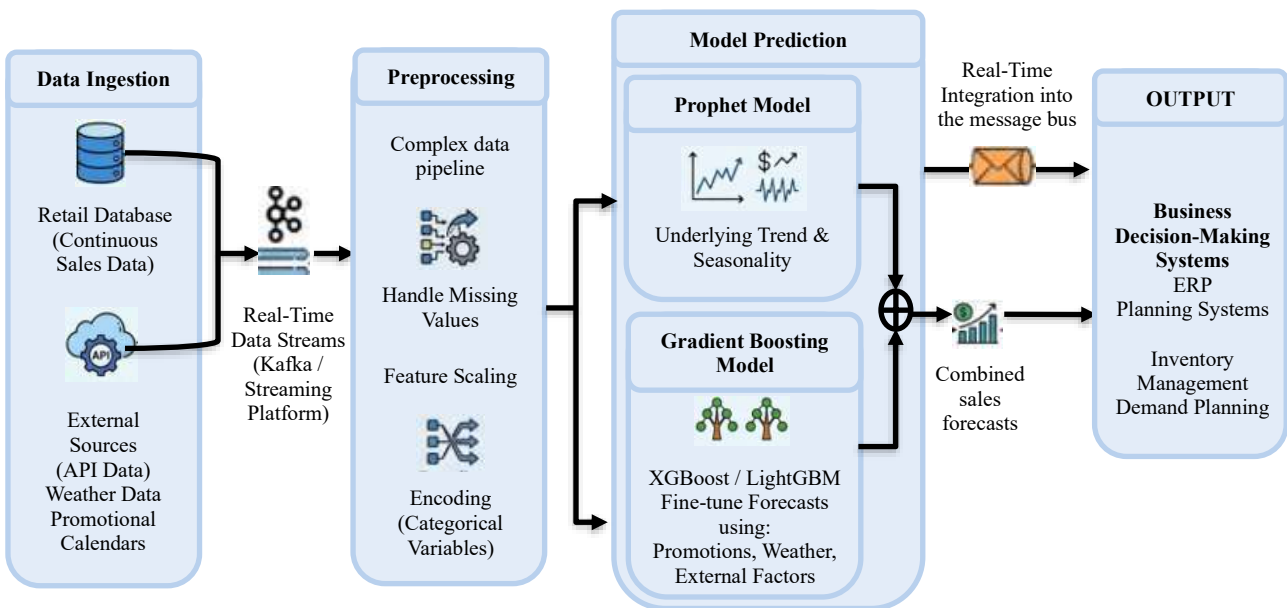 Data Ingestion
Retail Database
(Continuous
Sales Data)
API
External
Sources
(API Data)
Weather Data
Promotional
Calendars
Real-Time
Data Streams
(Kafka /
Streaming
Platform)
Preprocessing
Complex data
pipeline
Handle Missing
Values
Feature Scaling
Encoding
(Categorical
Variables)
Model Prediction
Prophet Model
$
Underlying Trend &
Seasonality
Gradient Boosting
Model
XGBoost / LightGBM
Fine-tune Forecasts
using:
Promotions, Weather,
External Factors
Real-Time
Integration into
the message bus
$
Combined
sales
forecasts
OUTPUT
Business
Decision-Making
Systems
ERP
Planning Systems
Inventory
Management
Demand Planning